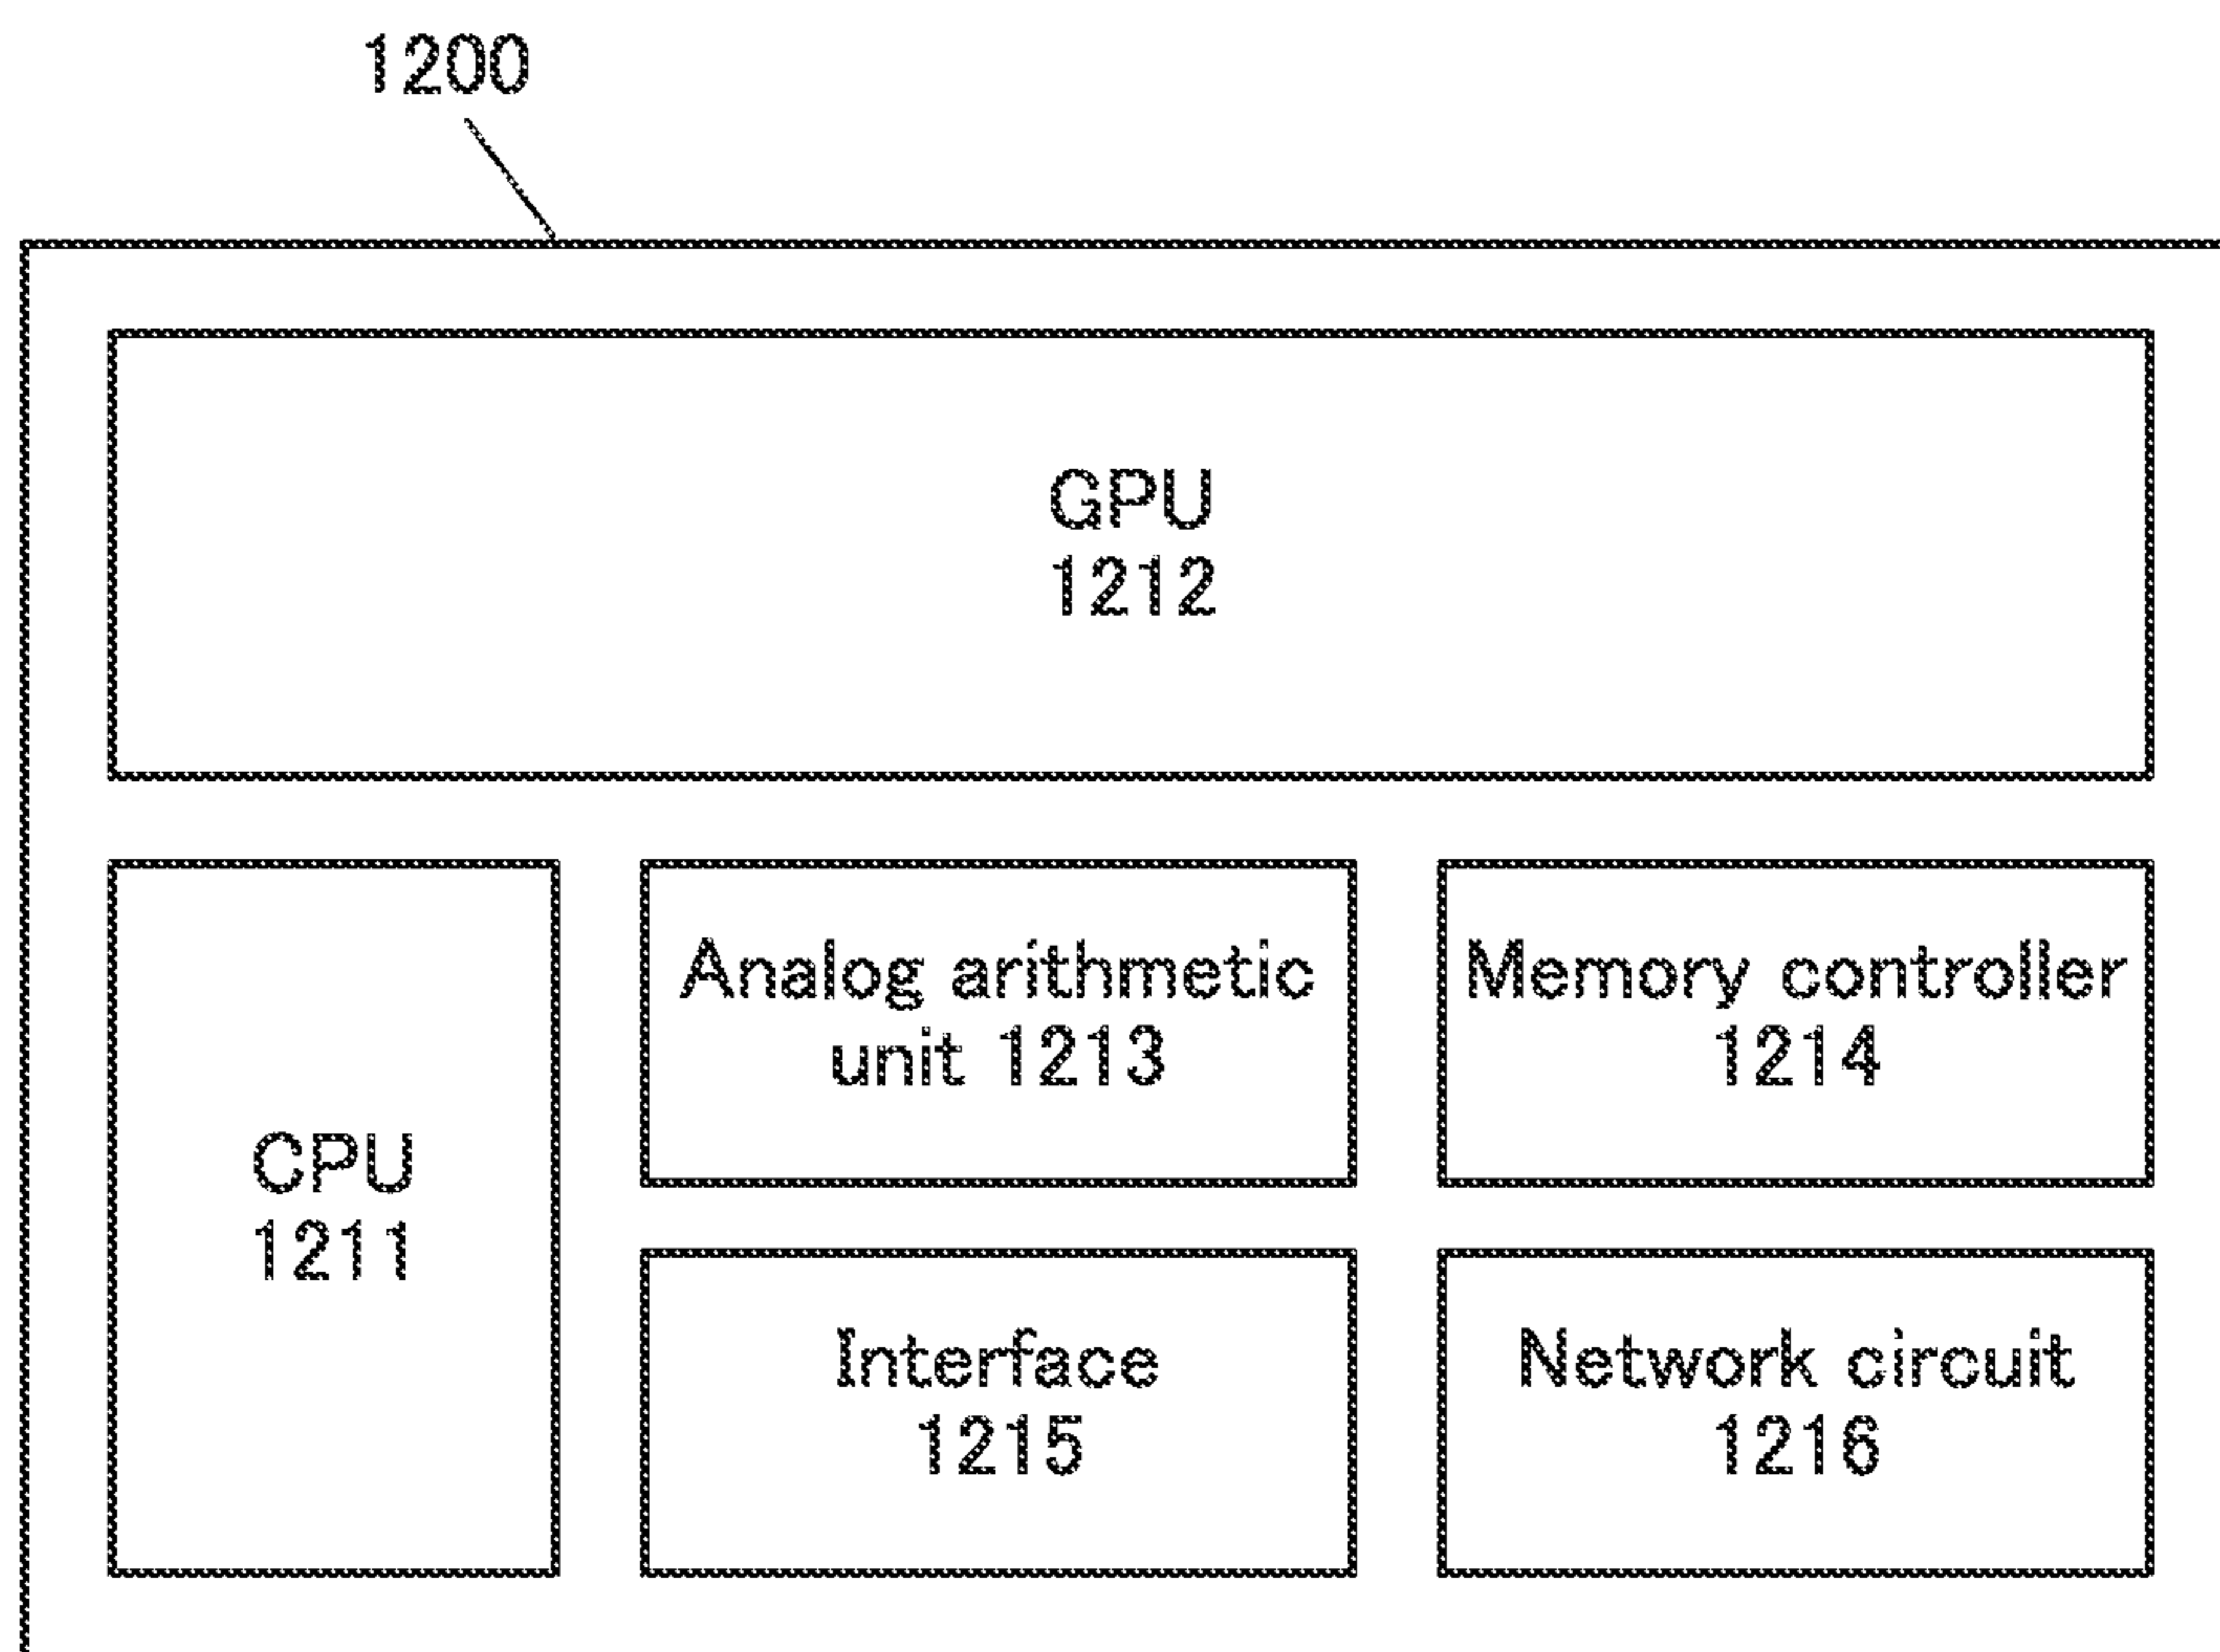 1200
GPU
1212
CPU
1211
Analog arithmetic
unit 1213
Memory controller
1214
Interface
1215
Network circuit
1216